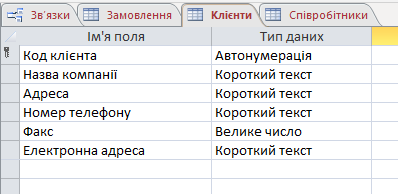 Зв'язки Замовлення Клієнти Співробітники
Ім'я поля Тип даних
Код клієнта Автонумерація
Назва компанії Короткий текст
Адреса Короткий текст
Номер телефону Короткий текст
Факс Велике число
Електронна адреса Короткий текст